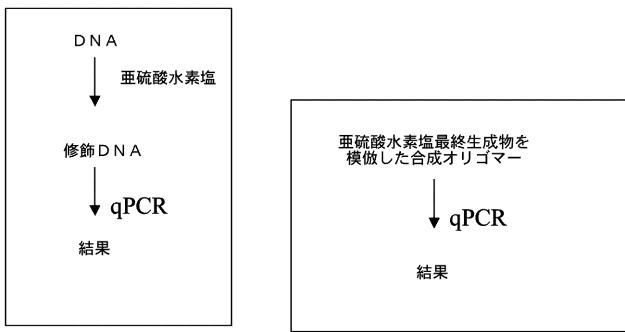 ＤＮＡ
亜硫酸水素塩
修飾ＤＮＡ
qPCR
結果
亜硫酸水素塩最終生成物を
模倣した合成オリゴマー
qPCR
結果